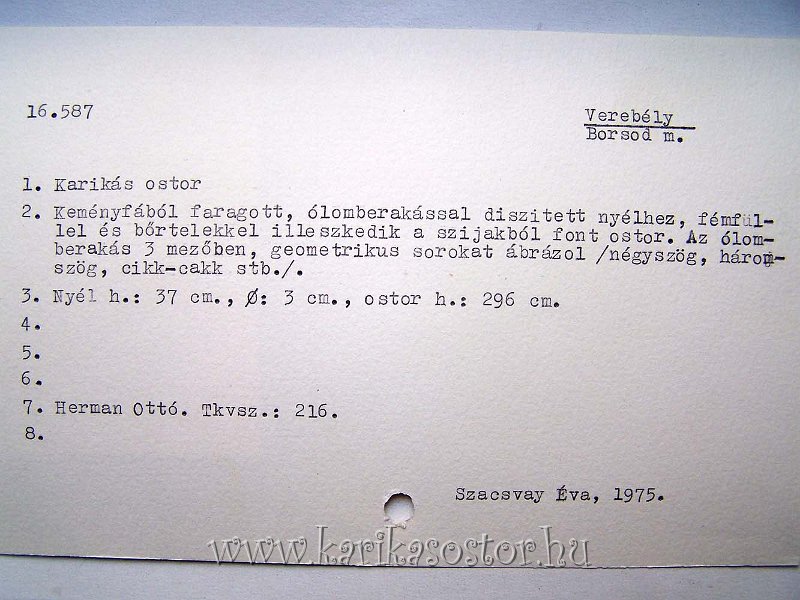 16.587
Verebély
Borsod m.
1. Karikás ostor
2. Keményfából faragott, ólomberakással diszitett nyélhez, fémfül-
lel és bőrtelekkel illeszkedik a szijakból font ostor. Az ólom-
berakás 3 mezőben, geometrikus sorokat ábrázol /négyszög, három-
szög, cikk-cakk stb./.
3. Nyél h.: 37 cm., Ø: 3 cm., ostor h.: 296 cm.
4.
5.
6.
7. Herman Ottó. Tkvsz.: 216.
8.
Szacsvay Éva, 1975.
www.karikasostor.hu